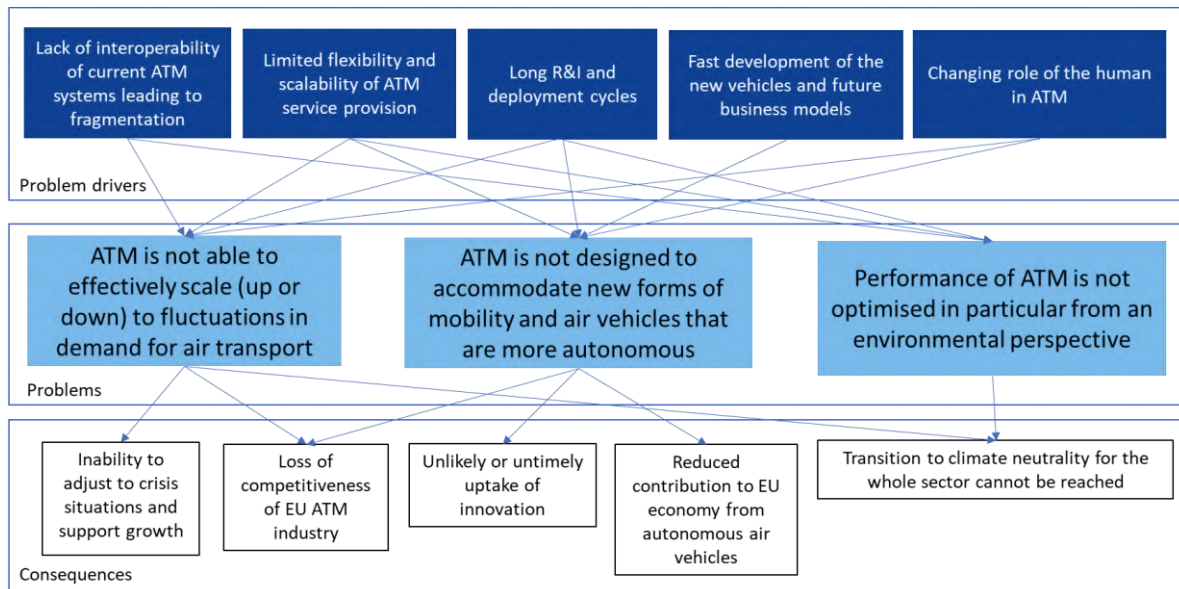 Lack of interoperability
of current ATM
systems leading to
fragmentation
Limited flexibility and
scalability of ATM
service provision
Long R&I and
deployment cycles
Fast development of the
new vehicles and future
business models
Changing role of the human
in ATM
Problem drivers
ATM is not able to
effectively scale (up or
down) to fluctuations in
demand for air transport
ATM is not designed to
accommodate new forms of
mobility and air vehicles that
are more autonomous
Performance of ATM is not
optimised in particular from an
environmental perspective
Problems
Inability to
adjust to crisis
situations and
support growth
Loss of
competitiveness
of EU ATM
industry
Unlikely or untimely
uptake of
innovation
Reduced
contribution to EU
economy from
autonomous air
vehicles
Transition to climate neutrality for the
whole sector cannot be reached
Consequences